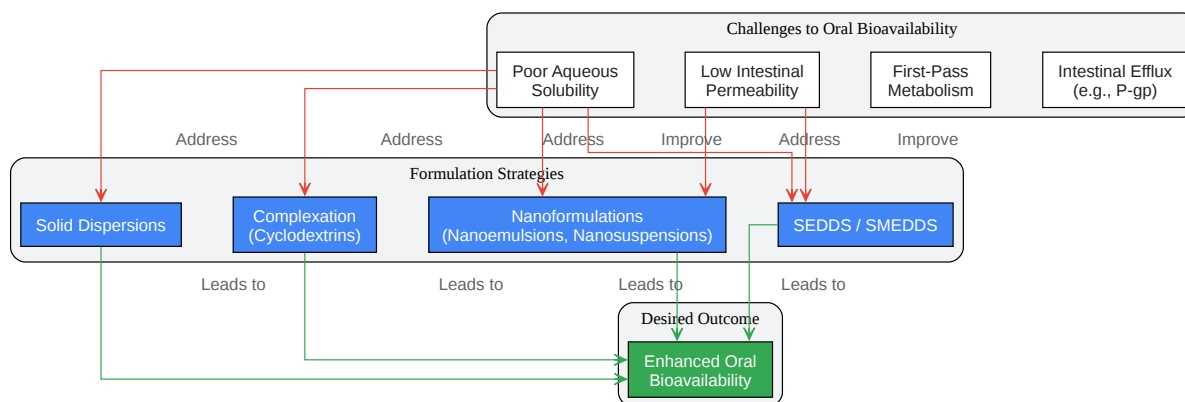 Challenges to Oral Bioavailability
Poor Aqueous
Solubility
Low Intestinal
Permeability
First-Pass
Metabolism
Intestinal Efflux
(e.g., P-gp)
Address
Address
Address
Improve
Address
Improve
Formulation Strategies
Solid Dispersions
Complexation
(Cyclodextrins)
Nanoformulations
(Nanoemulsions, Nanosuspensions)
SEDDS / SMEDDS
Leads to
Leads to
Leads to
Leads to
Desired Outcome
Enhanced Oral
Bioavailability